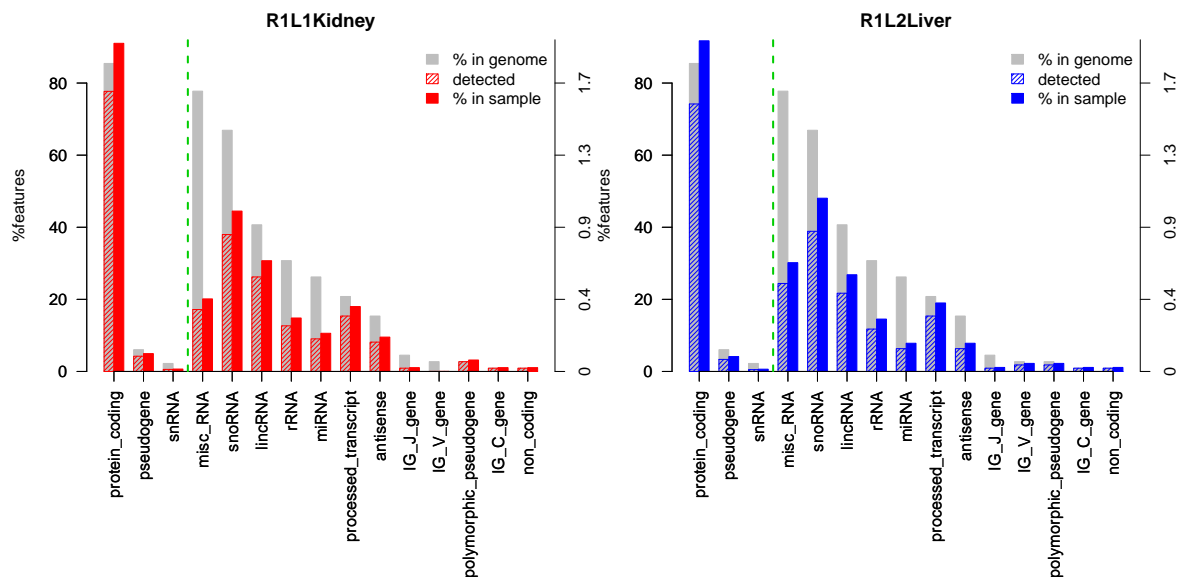 R1L1Kidney
% in genome
detected
% in sample
%features
0
20
40
60
80
0
0.4
0.9
1.3
1.7
protein_coding
pseudogene
snRNA
misc_RNA
snoRNA
lincRNA
rRNA
miRNA
processed_transcript
antisense
IG_J_gene
IG_V_gene
polymorphic_pseudogene
IG_C_gene
non_coding
R1L2Liver
% in genome
detected
% in sample
%features
0
20
40
60
80
0
0.4
0.9
1.3
1.7
protein_coding
pseudogene
snRNA
misc_RNA
snoRNA
lincRNA
rRNA
miRNA
processed_transcript
antisense
IG_J_gene
IG_V_gene
polymorphic_pseudogene
IG_C_gene
non_coding